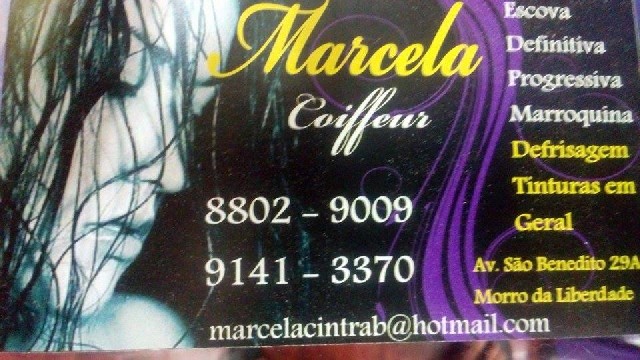 Marcela
Coiffeur
8802 - 9009
9141 - 3370
marcelacintrab@hotmail.com
Escova
Definitiva
Progressiva
Marroquina
Defrisagem
Tinturas em
Geral
Av. São Benedito 29A
Morro da Liberdade